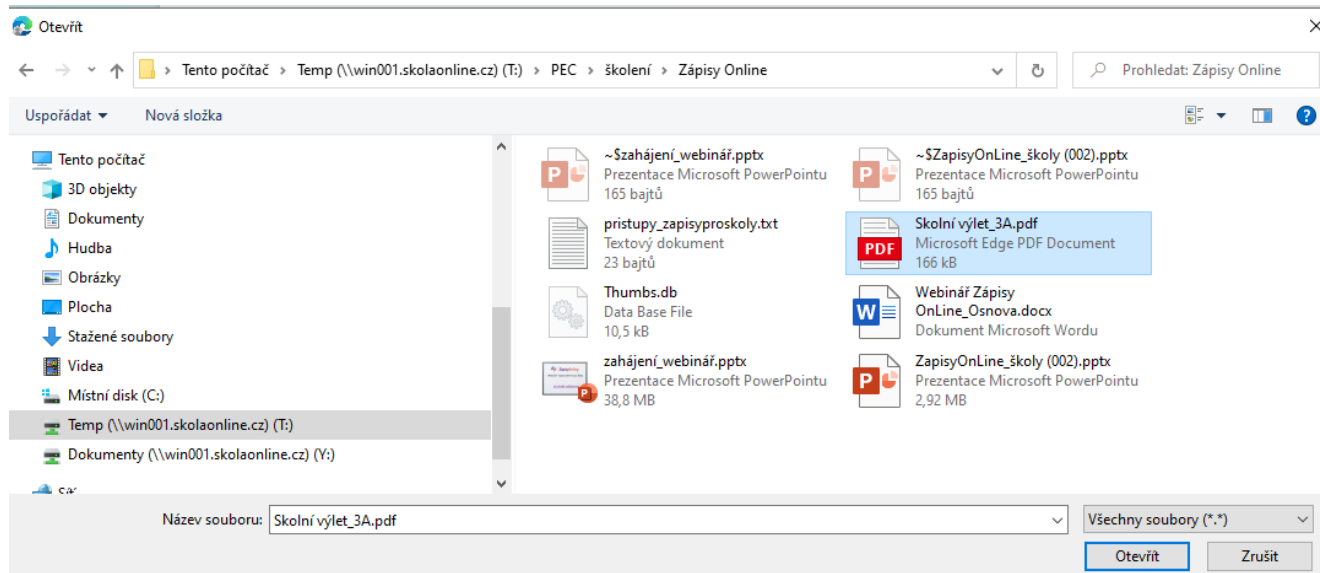 Otevřít
Tento počítač > Temp (\\win001.skolaonline.cz) (T:) > PEC > školení > Zápisy Online
Prohledat: Zápisy Online
Uspořádat
Nová složka
Tento počítač
3D objekty
Dokumenty
Hudba
Obrázky
Plocha
Stažené soubory
Videa
Místní disk (C:)
Temp (\\win001.skolaonline.cz) (T:)
Dokumenty (\\win001.skolaonline.cz) (Y:)
~$zahájení_webinář.pptx
Prezentace Microsoft PowerPointu
165 bajtů
~$ZapisyOnLine_školy (002).pptx
Prezentace Microsoft PowerPointu
165 bajtů
pristupy_zapisyproskoly.txt
Textový dokument
23 bajtů
PDF
Skolní výlet_3A.pdf
Microsoft Edge PDF Document
166 kB
Thumbs.db
Data Base File
10,5 kB
Webinář Zápisy
OnLine_Osnova.docx
Dokument Microsoft Wordu
zahájení_webinář.pptx
Prezentace Microsoft PowerPointu
38,8 MB
ZapisyOnLine_školy (002).pptx
Prezentace Microsoft PowerPointu
2,92 MB
Název souboru:
Skolní výlet_3A.pdf
Všechny soubory (*.*)
Otevřít
Zrušit